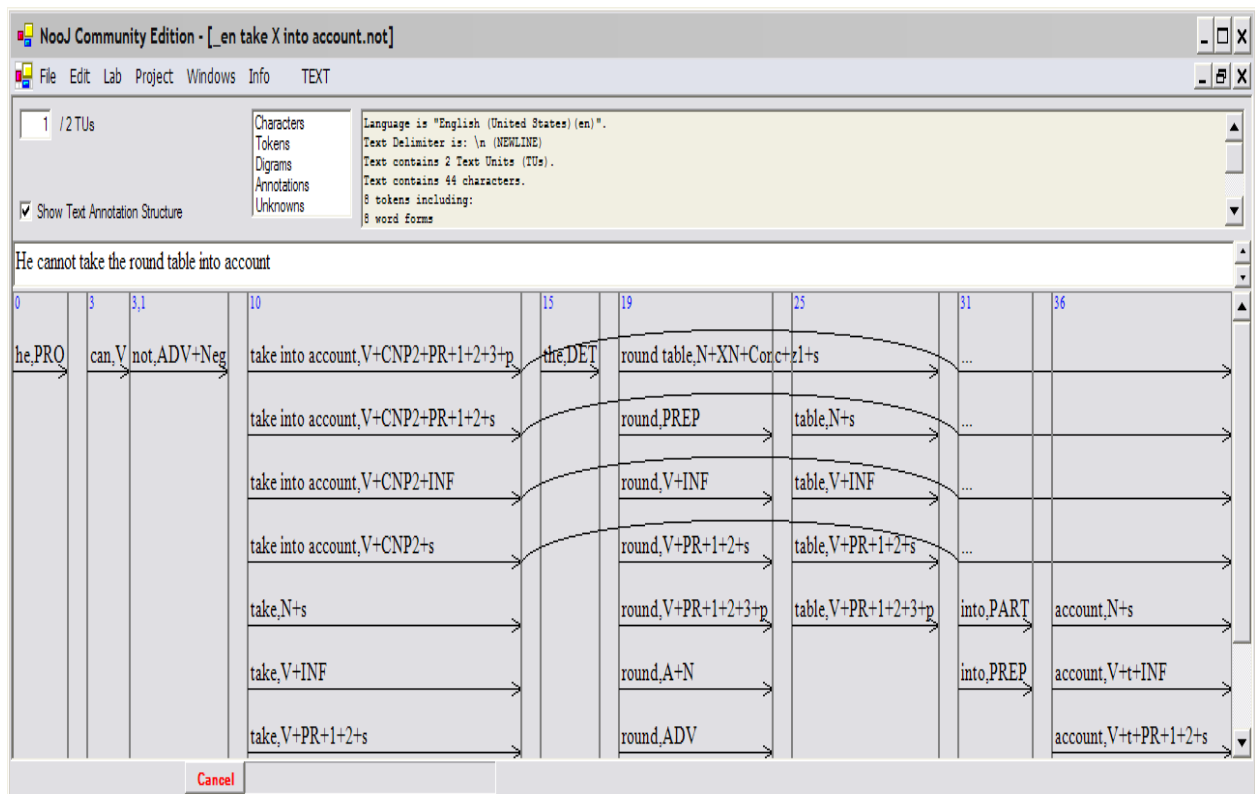 NooJ Community Edition - [_en take X into account.not]
File Edit Lab Project Windows Info TEXT
1 / 2 TUs
Show Text Annotation Structure
Characters
Tokens
Digrams
Annotations
Unknowns
Language is "English (United States)(en)".
Text Delimiter is: \n (NEWLINE)
Text contains 2 Text Units (TUs).
Text contains 44 characters.
8 tokens including:
8 word forms
He cannot take the round table into account
0 3 3,1 10 15 19 25 31 36
he,PRO can,V not,ADV+Neg take into account,V+CNP2+PR+1+2+3+p the,DET round table,N+XN+Conc+z1+s ...
take into account,V+CNP2+PR+1+2+s round,PREP table,N+s ...
take into account,V+CNP2+INF round,V+INF table,V+INF ...
take into account,V+CNP2+s round,V+PR+1+2+s table,V+PR+1+2+s ...
take,N+s round,V+PR+1+2+3+p table,V+PR+1+2+3+p into,PART account,N+s
take,V+INF round,A+N into,PREP account,V+t+INF
take,V+PR+1+2+s round,ADV account,V+t+PR+1+2+s
Cancel